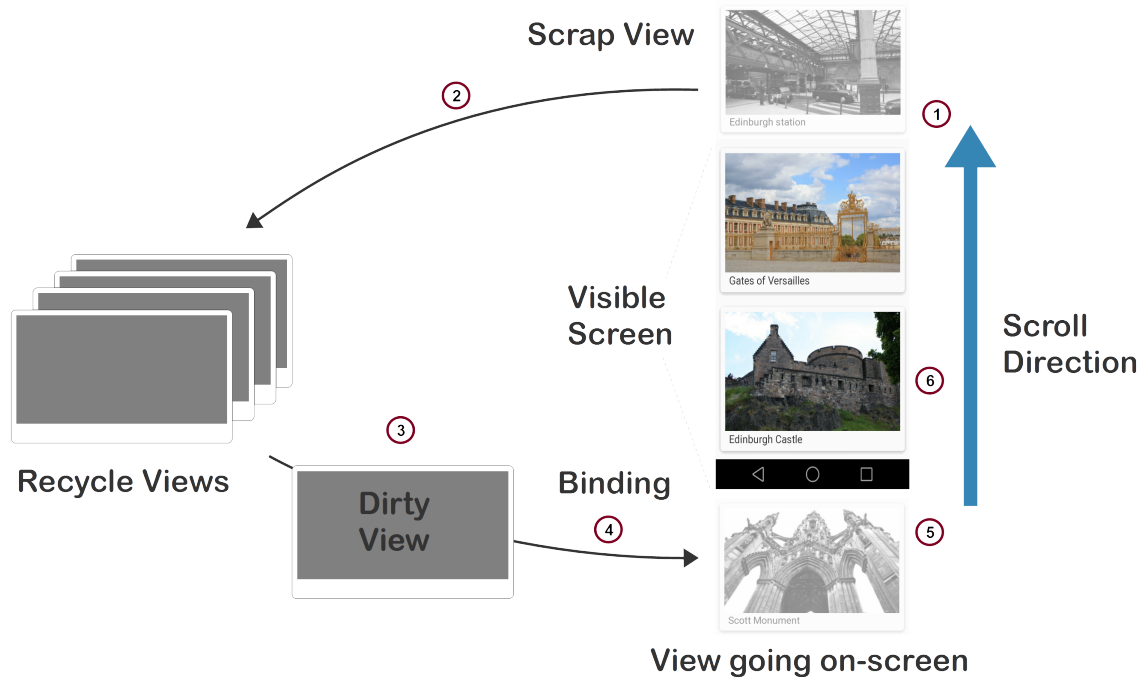 Scrap View
2
1
Edinburgh station
Gates of Versailles
Visible
Screen
Scroll
Direction
6
Edinburgh Castle
3
Recycle Views
Dirty
View
Binding
4
5
Scott Monument
View going on-screen